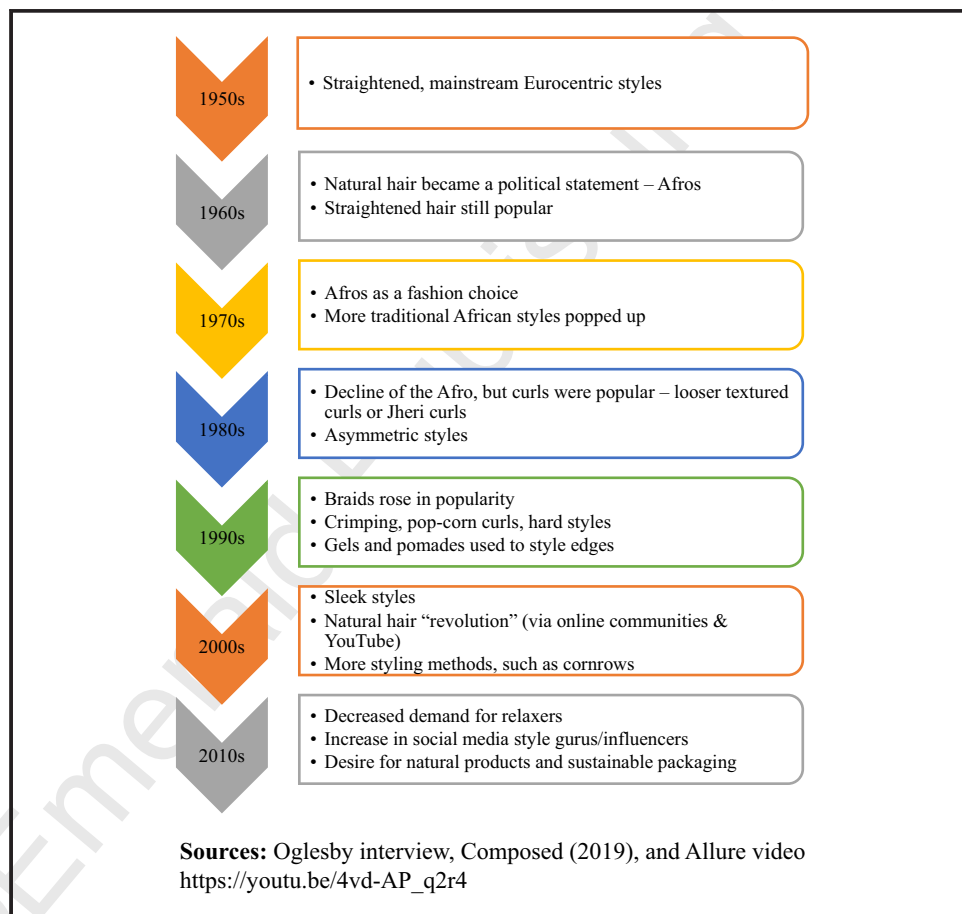 1950s
• Straightened, mainstream Eurocentric styles
1960s
• Natural hair became a political statement – Afros
• Straightened hair still popular
1970s
• Afros as a fashion choice
• More traditional African styles popped up
1980s
• Decline of the Afro, but curls were popular – looser textured
curls or Jheri curls
• Asymmetric styles
1990s
• Braids rose in popularity
• Crimping, pop-corn curls, hard styles
• Gels and pomades used to style edges
2000s
• Sleek styles
• Natural hair “revolution” (via online communities &
YouTube)
• More styling methods, such as cornrows
2010s
• Decreased demand for relaxers
• Increase in social media style gurus/influencers
• Desire for natural products and sustainable packaging
Sources: Oglesby interview, Composed (2019), and Allure video
https://youtu.be/4vd-AP_q2r4
Emerald